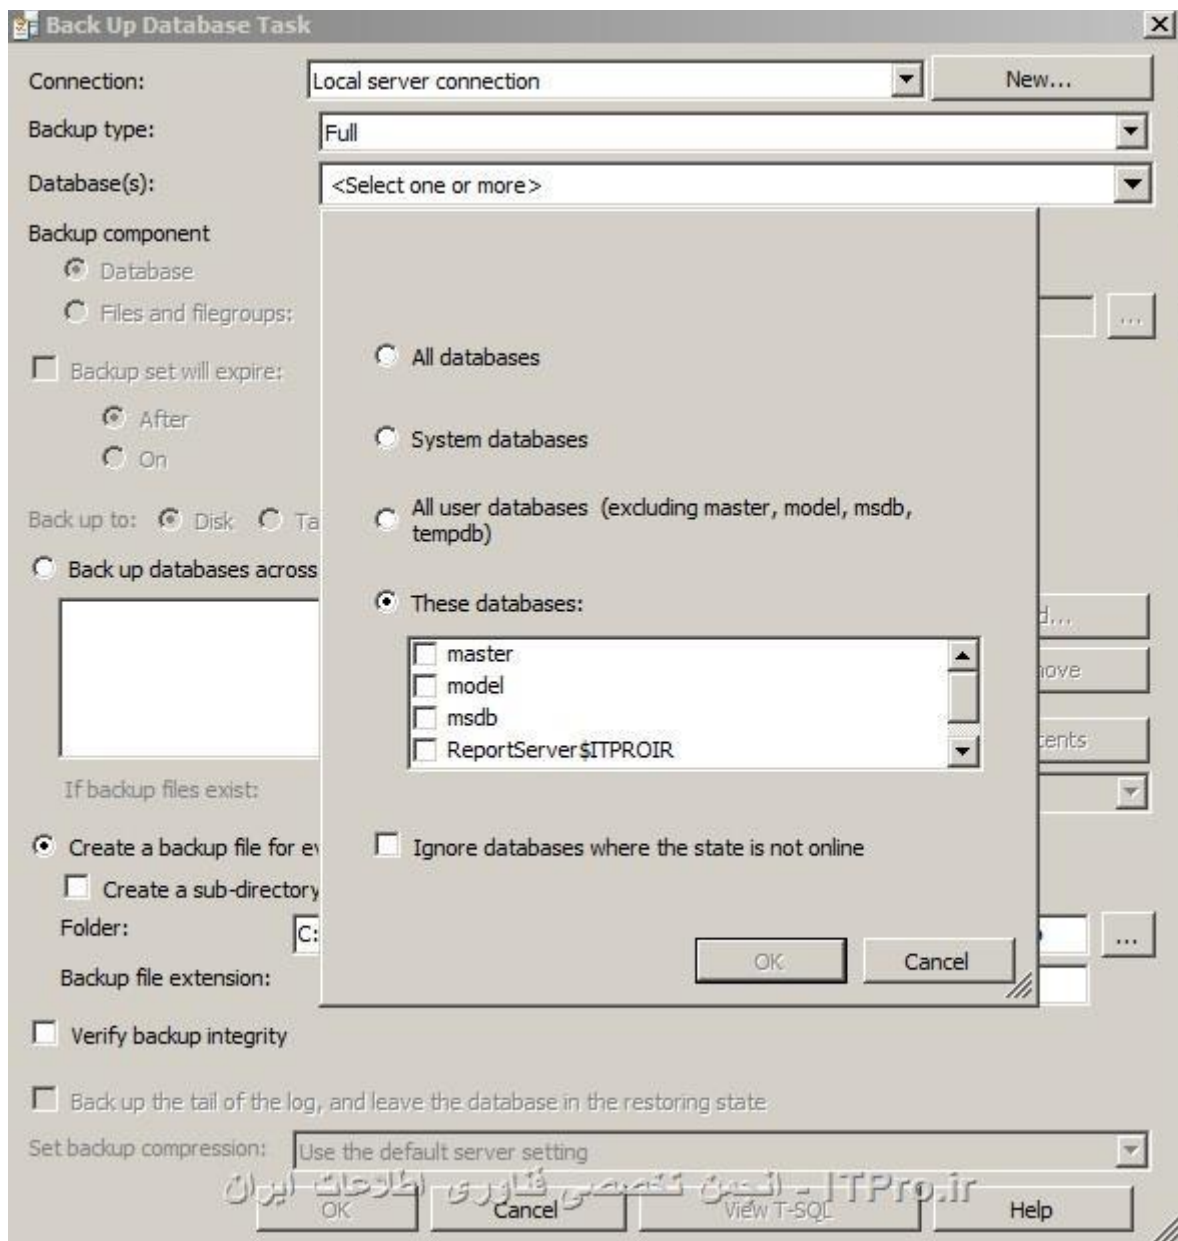 Back Up Database Task
Connection:
Local server connection
New...
Backup type:
Full
Database(s):
<Select one or more>
Backup component
Database
Files and filegroups:
...
All databases
Backup set will expire:
After
System databases
On
All user databases (excluding master, model, msdb,
tempdb)
Back up to:
Disk
Ta
Back up databases across
These databases:
d...
master
model
msdb
ReportServer$ITPROIR
ove
tents
If backup files exist:
Create a backup file for ev
Ignore databases where the state is not online
Create a sub-directory
Folder:
C:
...
OK
Cancel
Backup file extension:
Verify backup integrity
Back up the tail of the log, and leave the database in the restoring state
Set backup compression:
Use the default server setting
ITPro.ir - انجمن تخصصی فناوری اطلاعات ایران
OK
Cancel
View T-SQL
Help